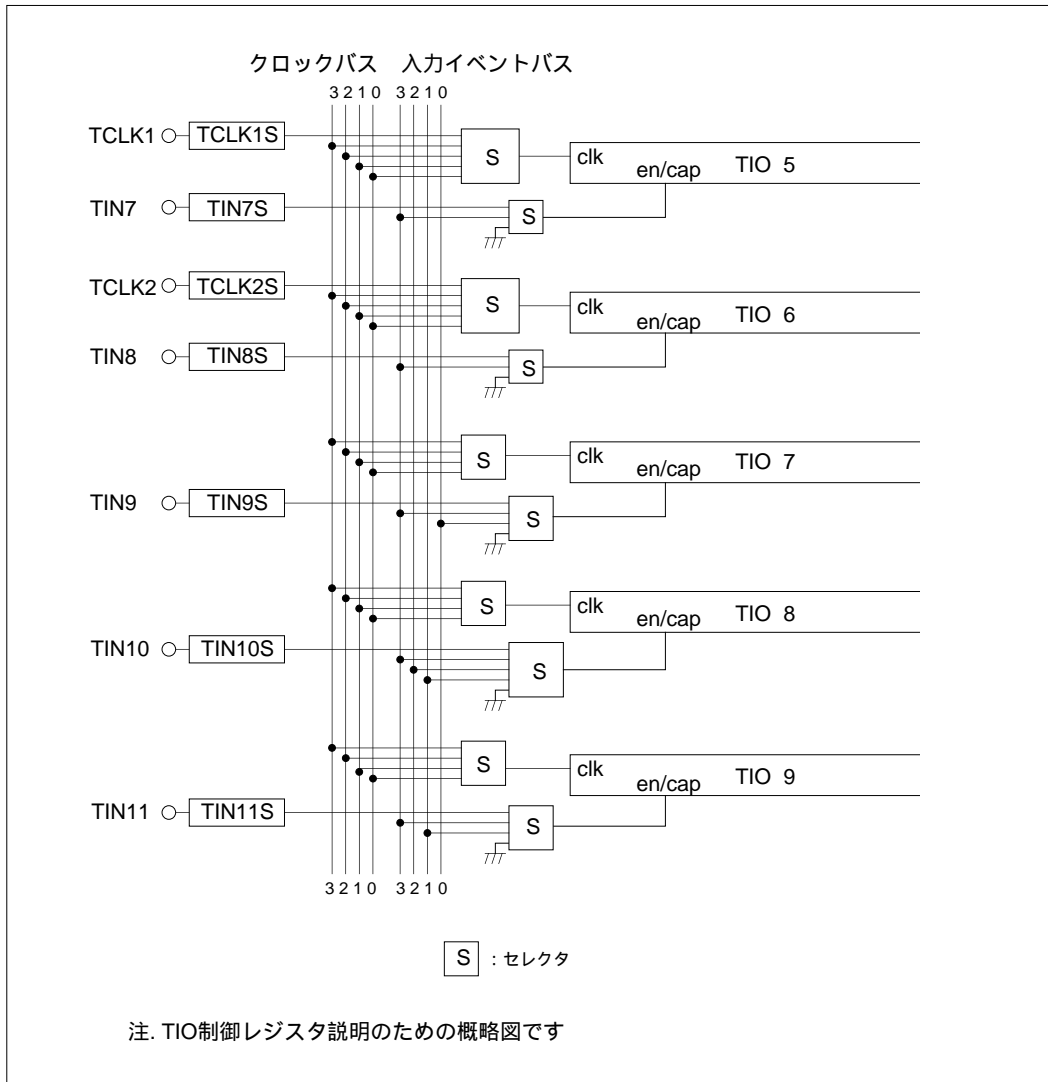 クロックバス 入力イベントバス
3 2 1 0 3 2 1 0
TCLK1 TCLK1S S clk en/cap TIO 5
TIN7 TIN7S S
TCLK2 TCLK2S S clk en/cap TIO 6
TIN8 TIN8S S
S clk en/cap TIO 7
TIN9 TIN9S S
S clk en/cap TIO 8
TIN10 TIN10S S
S clk en/cap TIO 9
TIN11 TIN11S S
3 2 1 0 3 2 1 0
S : セレクタ
注. TIO制御レジスタ説明のための概略図です